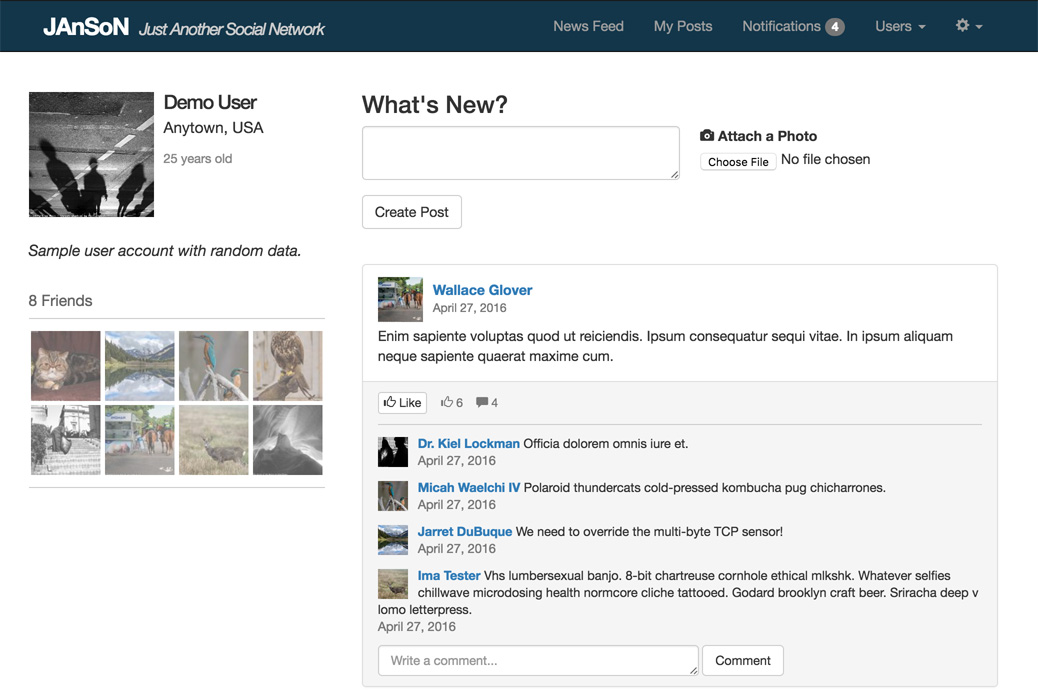 JAnSoN Just Another Social Network
News Feed My Posts Notifications 4 Users
Demo User
Anytown, USA
25 years old
Sample user account with random data.
8 Friends
What's New?
Attach a Photo
Choose File No file chosen
Create Post
Wallace Glover
April 27, 2016
Enim sapiente voluptas quod ut reiciendis. Ipsum consequatur sequi vitae. In ipsum aliquam
neque sapiente quaerat maxime cum.
Like 6 4
Dr. Kiel Lockman Officia dolorem omnis iure et.
April 27, 2016
Micah Waelchi IV Polaroid thundercats cold-pressed kombucha pug chicharrones.
April 27, 2016
Jarret DuBuque We need to override the multi-byte TCP sensor!
April 27, 2016
Ima Tester Vhs lumbersexual banjo. 8-bit chartreuse cornhole ethical mlkshk. Whatever selfies
chillwave microdosing health normcore cliche tattooed. Godard brooklyn craft beer. Sriracha deep v
lomo letterpress.
April 27, 2016
Write a comment...
Comment